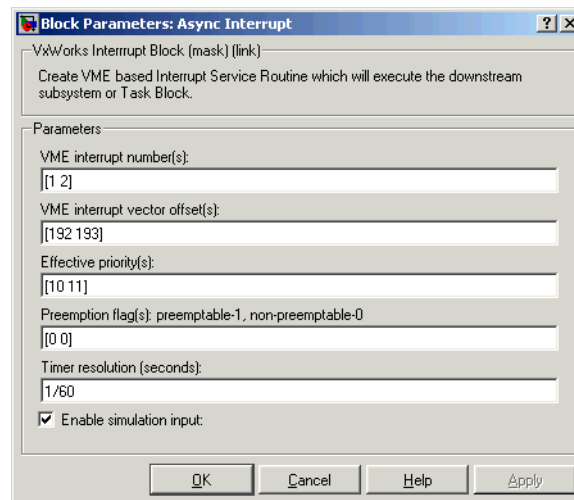 Block Parameters: Async Interrupt
VxWorks Interrrupt Block (mask) (link)
Create VME based Interrupt Service Routine which will execute the downstream
subsystem or Task Block.
Parameters
VME interrupt number(s):
[1 2]
VME interrupt vector offset(s):
[192 193]
Effective priority(s):
[10 11]
Preemption flag(s): preemptable-1, non-preemptable-0
[0 0]
Timer resolution (seconds):
1/60
Enable simulation input:
OK Cancel Help Apply